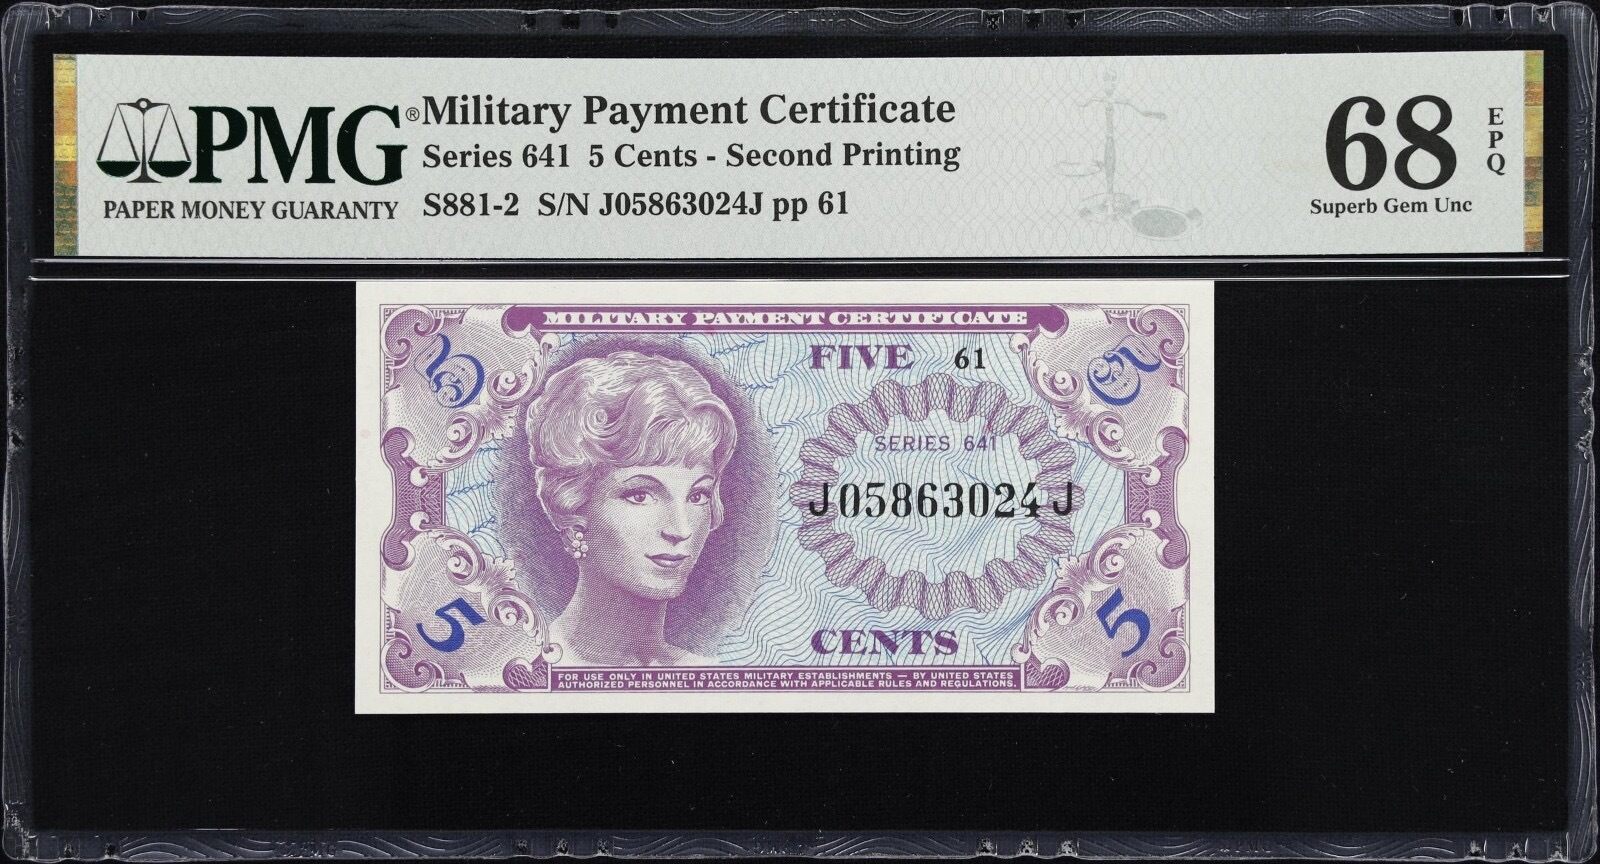 PMG®
PAPER MONEY GUARANTY
Military Payment Certificate
Series 641 5 Cents - Second Printing
S881-2 S/N J05863024J pp 61
68
EPQ
Superb Gem Unc
MILITARY PAYMENT CERTIFICATE
5
FIVE 61
5
SERIES 641
J05863024J
5
CENTS
5
FOR USE ONLY IN UNITED STATES MILITARY ESTABLISHMENTS — BY UNITED STATES
AUTHORIZED PERSONNEL IN ACCORDANCE WITH APPLICABLE RULES AND REGULATIONS.